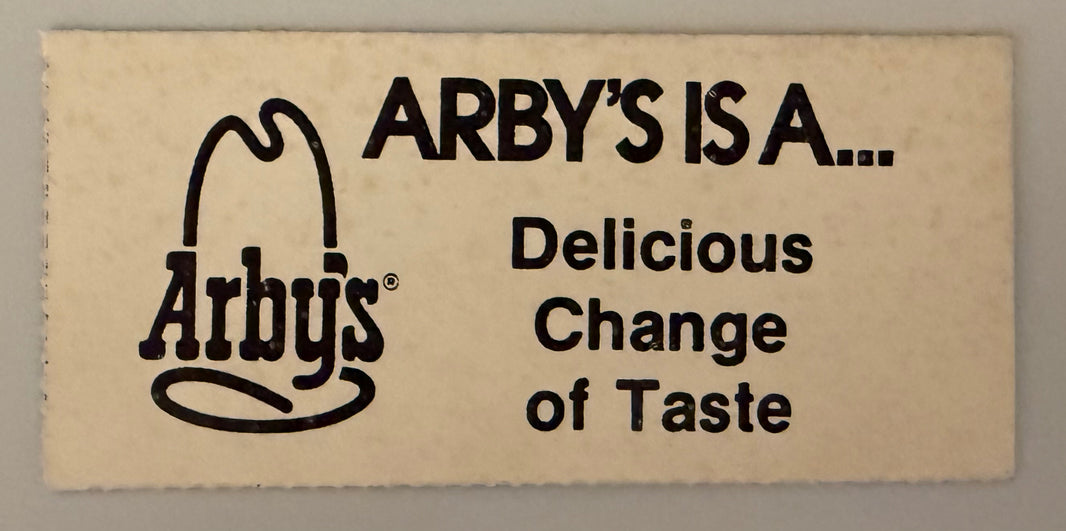 ARBY'S IS A...
Arby's®
Delicious
Change
of Taste